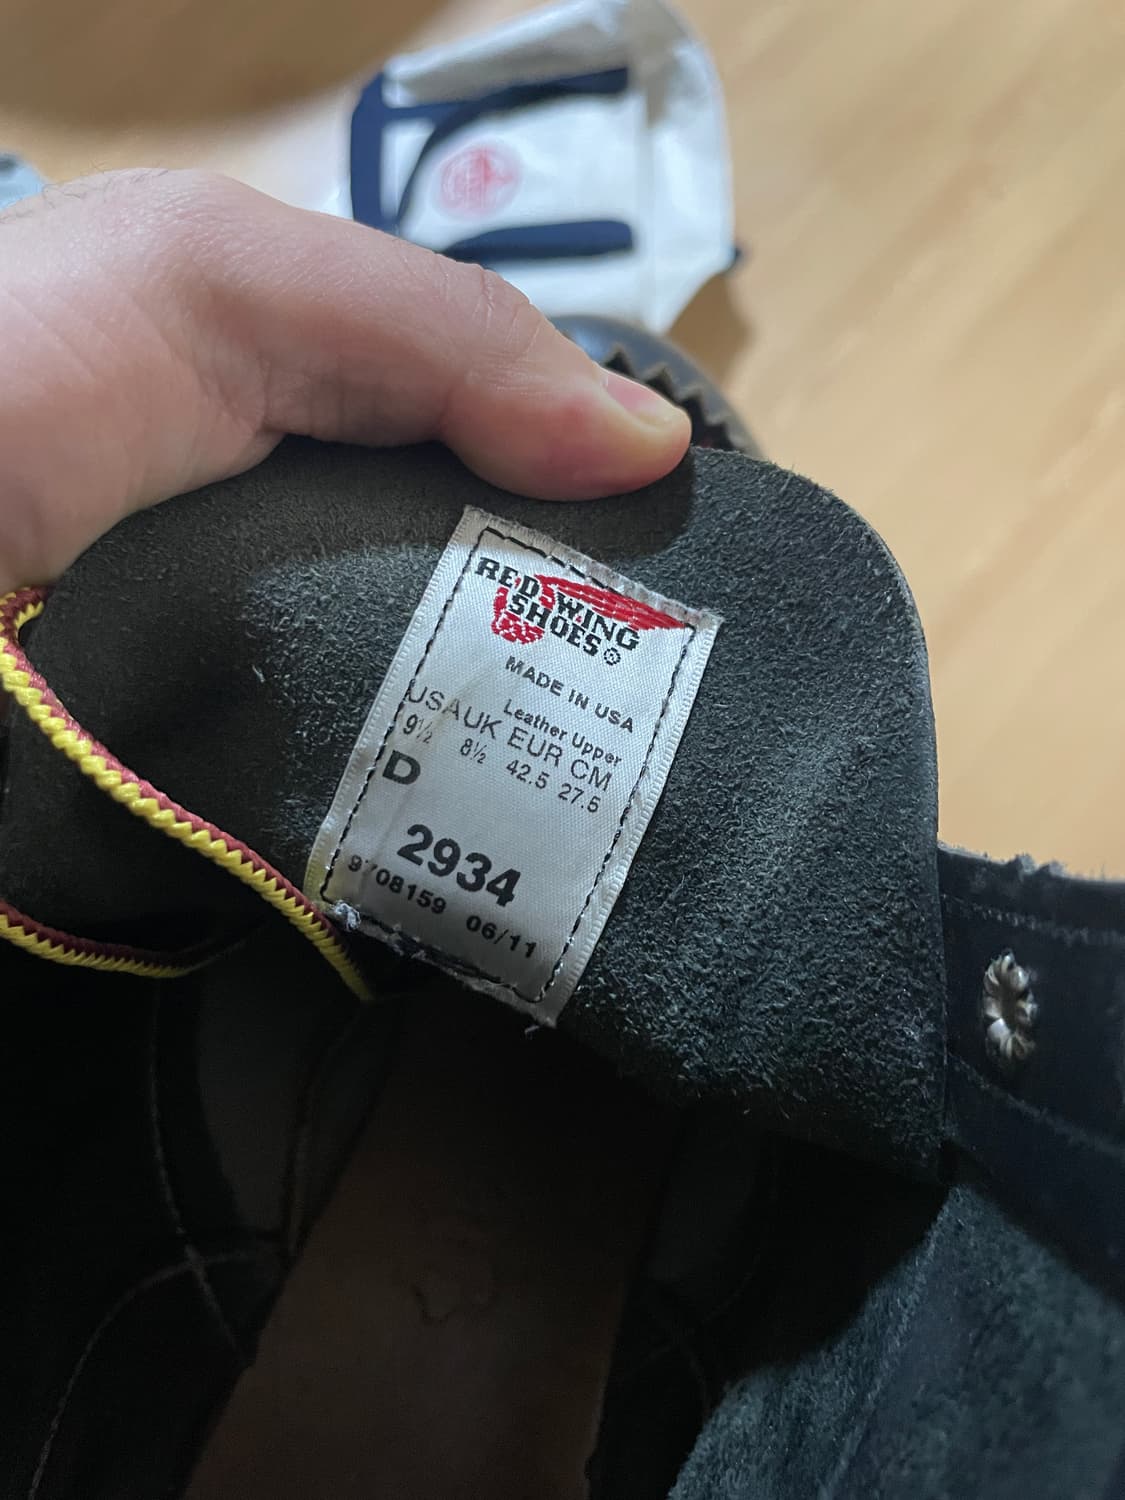 RED WING
SHOES®
MADE IN USA
Leather Upper
USA UK EUR CM
9½ 8½ 42.5 27.5
D
2934
9708159 06/11